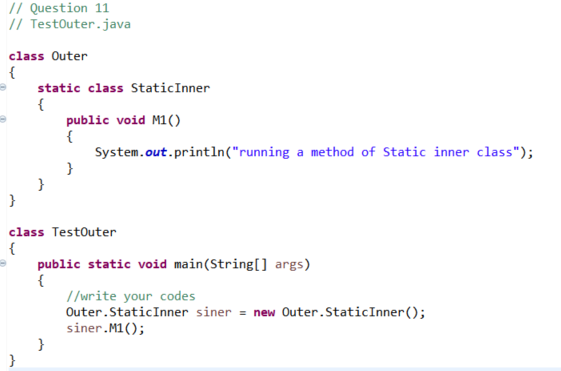 // Question 11
// TestOuter.java
class Outer
{
static class StaticInner
{
public void M1()
{
System.out.println("running a method of Static inner class");
}
}
}
class TestOuter
{
public static void main(String[] args)
{
//write your codes
Outer.StaticInner siner = new Outer.StaticInner();
siner.M1();
}
}